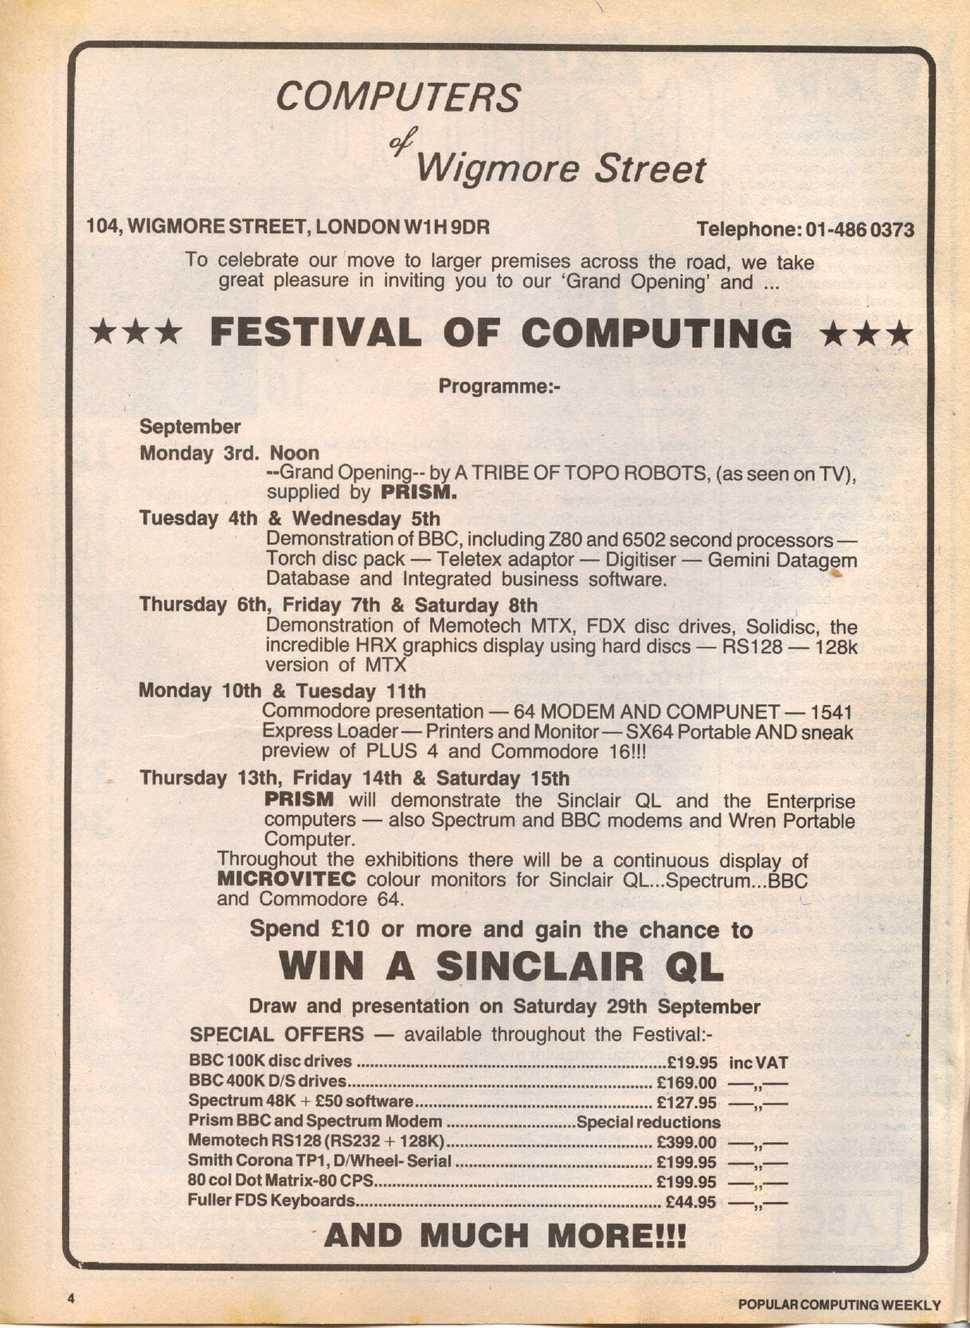 COMPUTERS
of
Wigmore Street
104, WIGMORE STREET, LONDON W1H 9DR Telephone: 01-486 0373
To celebrate our move to larger premises across the road, we take
great pleasure in inviting you to our ‘Grand Opening’ and ...
★★★ FESTIVAL OF COMPUTING ★★★
Programme:-
September
Monday 3rd. Noon
--Grand Opening-- by A TRIBE OF TOPO ROBOTS, (as seen on TV),
supplied by PRISM.
Tuesday 4th & Wednesday 5th
Demonstration of BBC, including Z80 and 6502 second processors —
Torch disc pack — Teletex adaptor — Digitiser — Gemini Datagem
Database and Integrated business software.
Thursday 6th, Friday 7th & Saturday 8th
Demonstration of Memotech MTX, FDX disc drives, Solidisc, the
incredible HRX graphics display using hard discs — RS128 — 128k
version of MTX
Monday 10th & Tuesday 11th
Commodore presentation — 64 MODEM AND COMPUNET — 1541
Express Loader — Printers and Monitor — SX64 Portable AND sneak
preview of PLUS 4 and Commodore 16!!!
Thursday 13th, Friday 14th & Saturday 15th
PRISM will demonstrate the Sinclair QL and the Enterprise
computers — also Spectrum and BBC modems and Wren Portable
Computer.
Throughout the exhibitions there will be a continuous display of
MICROVITEC colour monitors for Sinclair QL...Spectrum...BBC
and Commodore 64.
Spend £10 or more and gain the chance to
WIN A SINCLAIR QL
Draw and presentation on Saturday 29th September
SPECIAL OFFERS — available throughout the Festival:-
BBC 100K disc drives ........ £19.95 inc VAT
BBC 400K D/S drives ........ £169.00 —„—
Spectrum 48K + £50 software ........ £127.95 —„—
Prism BBC and Spectrum Modem ........ Special reductions
Memotech RS128 (RS232 + 128K) ........ £399.00 —„—
Smith Corona TP1, D/Wheel- Serial ........ £199.95 —„—
80 col Dot Matrix-80 CPS ........ £199.95 —„—
Fuller FDS Keyboards ........ £44.95 —„—
AND MUCH MORE!!!
4
POPULAR COMPUTING WEEKLY